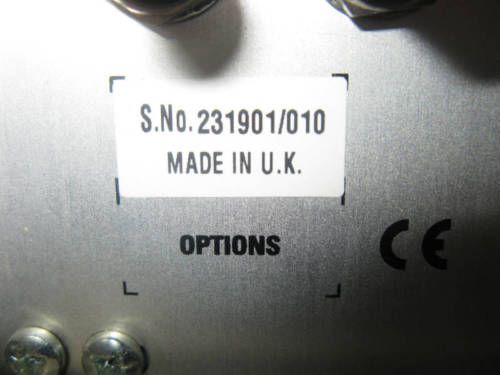 S.No. 231901/010
MADE IN U.K.
OPTIONS
CE